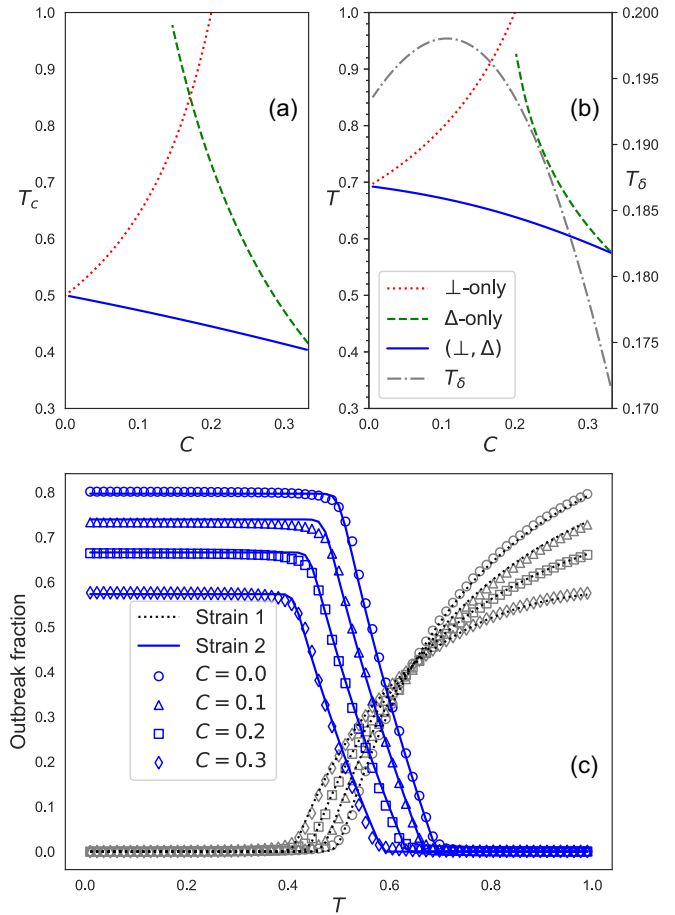 1.0
0.9
0.8
0.7
0.6
0.5
0.4
0.3
T_c
(a)
0.0 0.1 0.2 0.3
C
1.0
0.9
0.8
0.7
0.6
0.5
0.4
0.3
T
(b)
⊥-only
Δ-only
(⊥, Δ)
T_δ
0.200
0.195
0.190
0.185
0.180
0.175
0.170
T_δ
0.0 0.1 0.2 0.3
C
0.8
0.7
0.6
0.5
0.4
0.3
0.2
0.1
0.0
Outbreak fraction
Strain 1
Strain 2
C = 0.0
C = 0.1
C = 0.2
C = 0.3
(c)
0.0 0.2 0.4 0.6 0.8 1.0
T